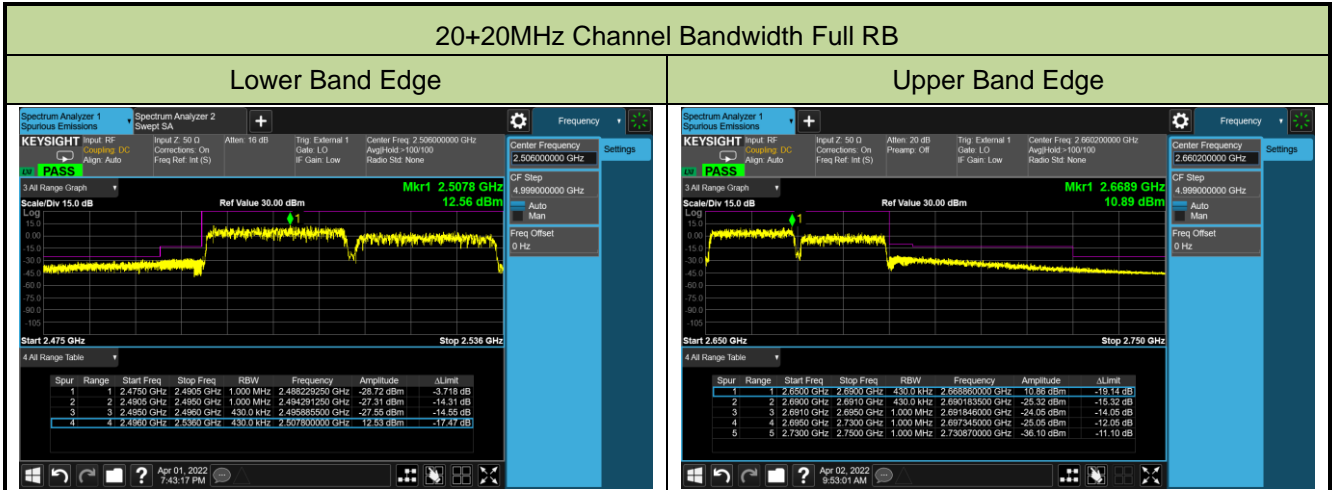 20+20MHz Channel Bandwidth Full RB
Lower Band Edge
Upper Band Edge
Spectrum Analyzer 1
Spurious Emissions
Spectrum Analyzer 2
Swept SA
Frequency
KEYSIGHT
Input: RF
Coupling: DC
Align: Auto
Input Z: 50 Ω
Corrections: On
Freq Ref: Int (S)
Atten: 16 dB
Trig: External 1
Gate: LO
IF Gain: Low
Center Freq: 2.506000000 GHz
Avg|Hold:>100/100
Radio Std: None
PASS
3 All Range Graph
Mkr1 2.5078 GHz
Scale/Div 15.0 dB
Ref Value 30.00 dBm
12.56 dBm
Log
15.0
0.00
-15.0
-30.0
-45.0
-60.0
-75.0
-90.0
-105
1
Start 2.475 GHz
Stop 2.536 GHz
4 All Range Table
Spur Range Start Freq Stop Freq RBW Frequency Amplitude ΔLimit
1 1 2.4750 GHz 2.4905 GHz 1.000 MHz 2.488229250 GHz -28.72 dBm -3.718 dB
2 2 2.4905 GHz 2.4950 GHz 1.000 MHz 2.494291250 GHz -27.31 dBm -14.31 dB
3 3 2.4950 GHz 2.4960 GHz 430.0 kHz 2.495885500 GHz -27.55 dBm -14.55 dB
4 4 2.4960 GHz 2.5360 GHz 430.0 kHz 2.507800000 GHz 12.53 dBm -17.47 dB
Center Frequency
2.506000000 GHz
Settings
CF Step
4.999000000 GHz
Auto
Man
Freq Offset
0 Hz
?
Apr 01, 2022
7:43:17 PM
Spectrum Analyzer 1
Spurious Emissions
Frequency
KEYSIGHT
Input: RF
Coupling: DC
Align: Auto
Input Z: 50 Ω
Corrections: On
Freq Ref: Int (S)
Atten: 20 dB
Preamp: Off
Trig: External 1
Gate: LO
IF Gain: Low
Center Freq: 2.660200000 GHz
Avg|Hold:>100/100
Radio Std: None
PASS
3 All Range Graph
Mkr1 2.6689 GHz
Scale/Div 15.0 dB
Ref Value 30.00 dBm
10.89 dBm
Log
15.0
0.00
-15.0
-30.0
-45.0
-60.0
-75.0
-90.0
-105
1
Start 2.650 GHz
Stop 2.750 GHz
4 All Range Table
Spur Range Start Freq Stop Freq RBW Frequency Amplitude ΔLimit
1 1 2.6500 GHz 2.6900 GHz 430.0 kHz 2.668860000 GHz 10.86 dBm -19.14 dB
2 2 2.6900 GHz 2.6910 GHz 430.0 kHz 2.690183500 GHz -25.32 dBm -15.32 dB
3 3 2.6910 GHz 2.6950 GHz 1.000 MHz 2.691846000 GHz -24.05 dBm -14.05 dB
4 4 2.6950 GHz 2.7300 GHz 1.000 MHz 2.697345000 GHz -25.05 dBm -12.05 dB
5 5 2.7300 GHz 2.7500 GHz 1.000 MHz 2.730870000 GHz -36.10 dBm -11.10 dB
Center Frequency
2.660200000 GHz
Settings
CF Step
4.999000000 GHz
Auto
Man
Freq Offset
0 Hz
?
Apr 02, 2022
9:53:01 AM